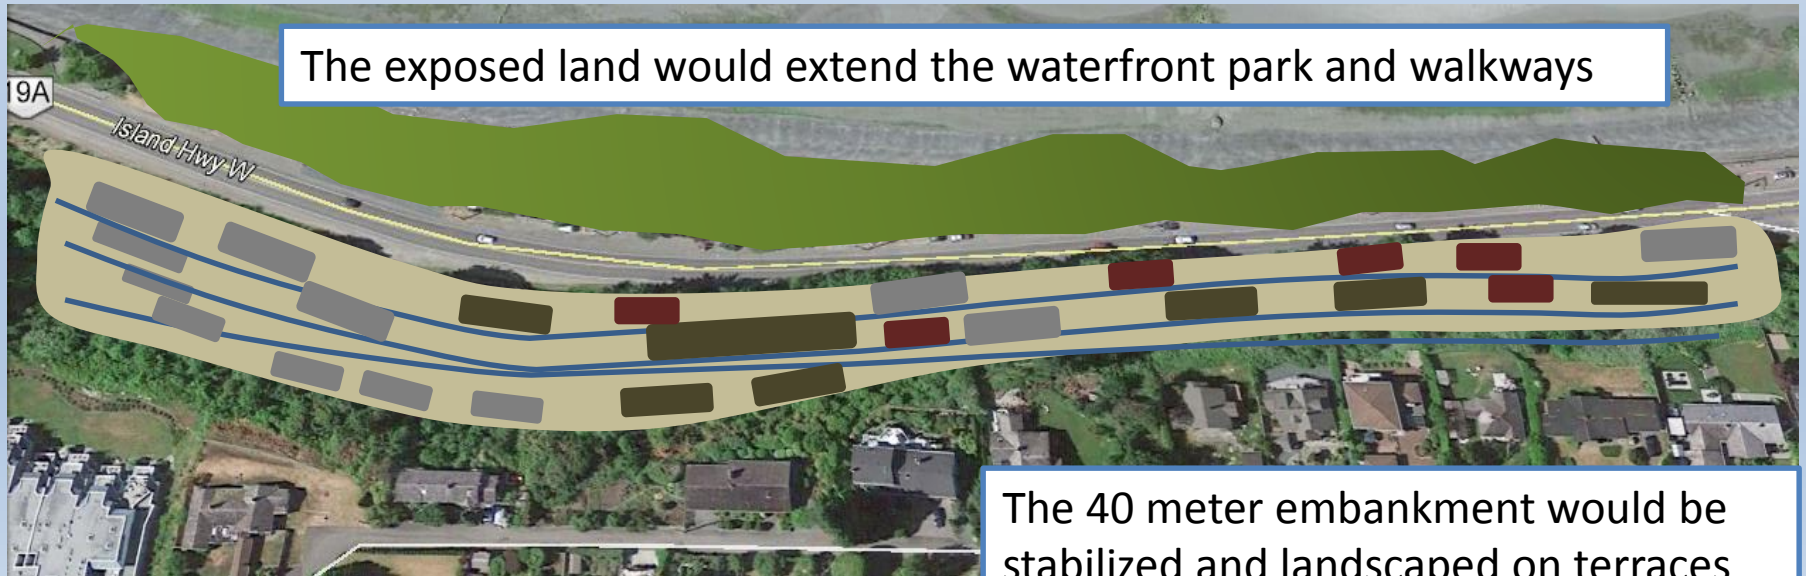 The exposed land would extend the waterfront park and walkways
19A
Island Hwy W
The 40 meter embankment would be
stabilized and landscaped on terraces